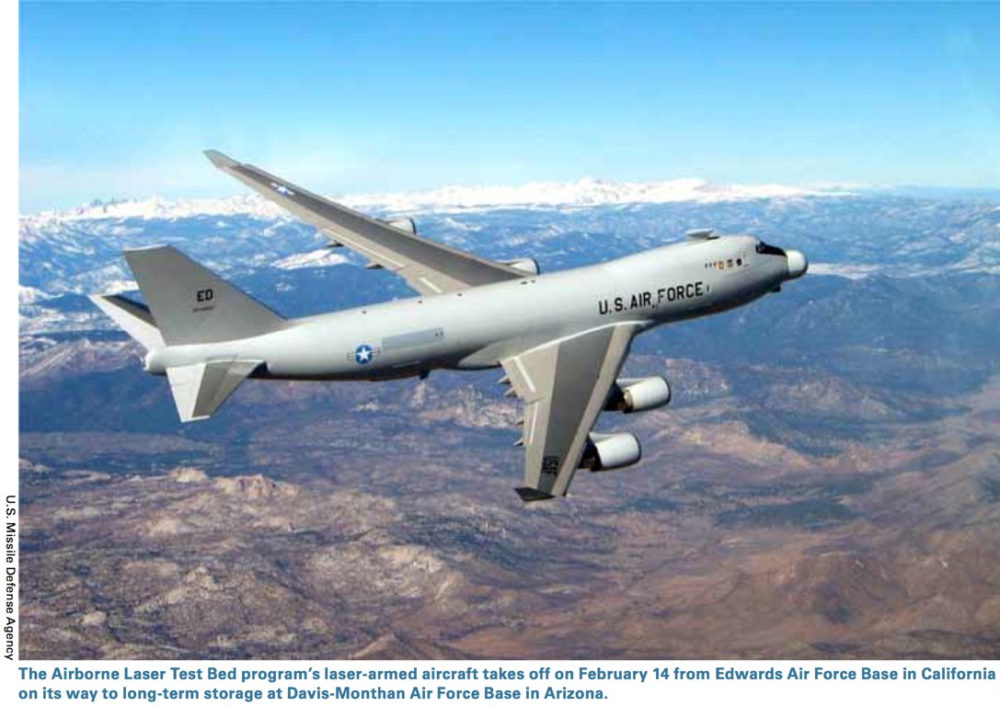 ED
U.S. AIR FORCE
U.S. Missile Defense Agency
The Airborne Laser Test Bed program's laser-armed aircraft takes off on February 14 from Edwards Air Force Base in California
on its way to long-term storage at Davis-Monthan Air Force Base in Arizona.